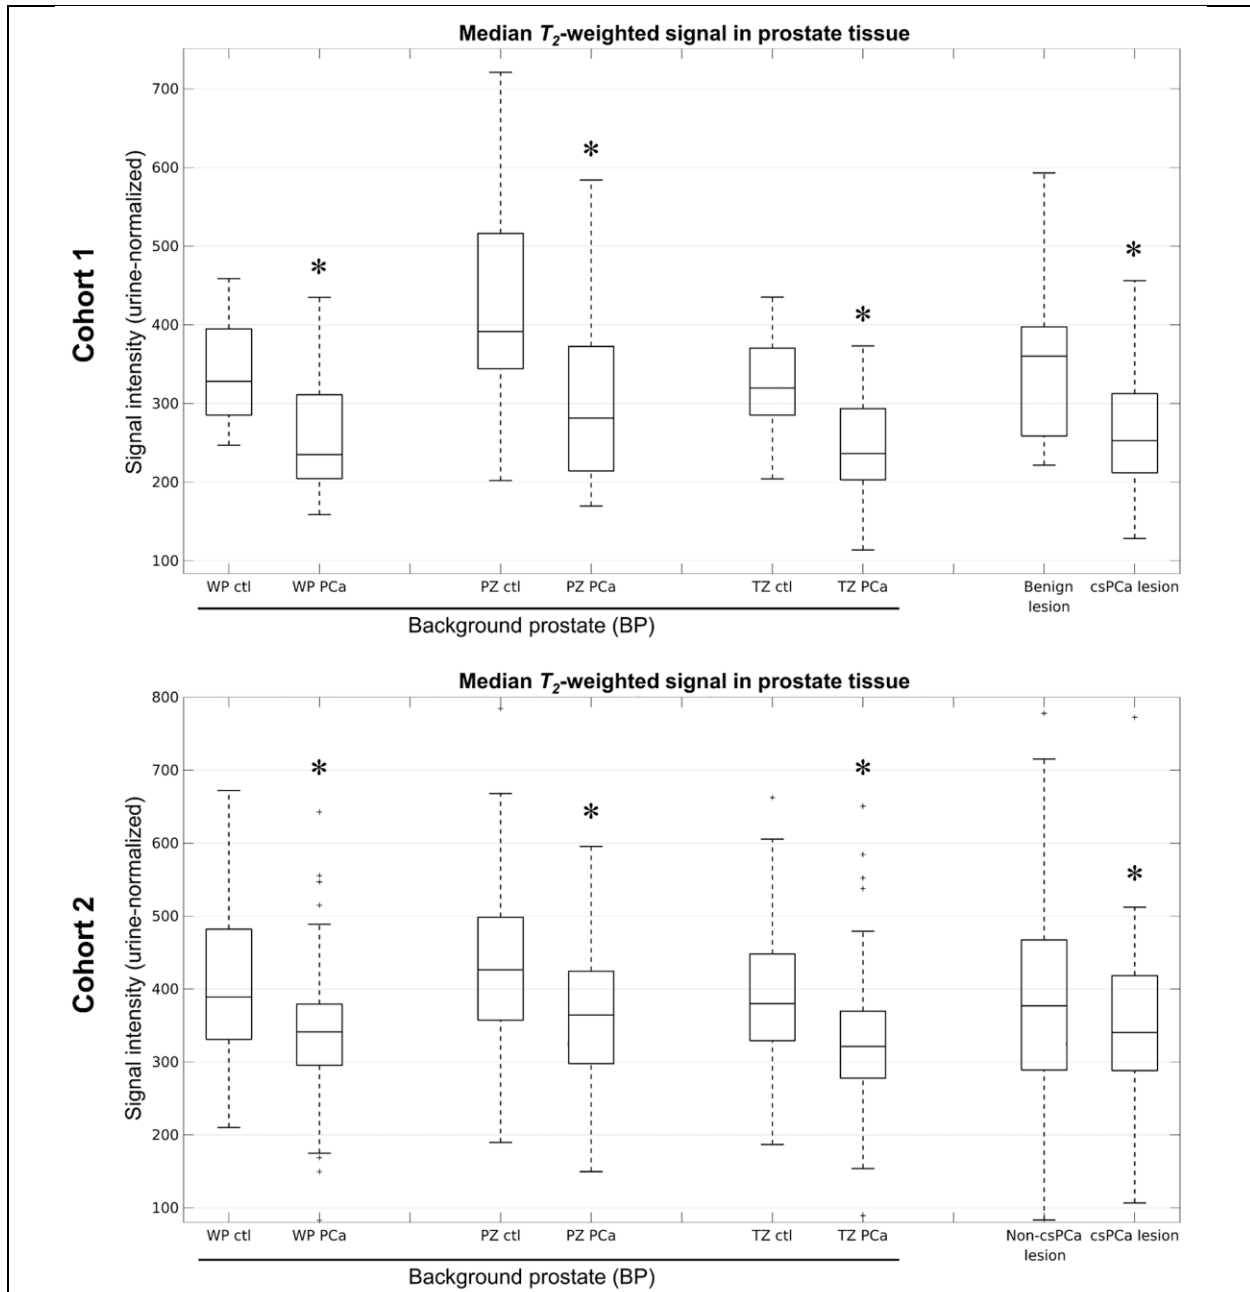 Median T2-weighted signal in prostate tissue
Cohort 1
Signal intensity (urine-normalized)
700
600
500
400
300
200
100
*
*
*
*
WP ctl WP PCa PZ ctl PZ PCa TZ ctl TZ PCa Benign lesion csPCa lesion
Background prostate (BP)
Median T2-weighted signal in prostate tissue
Cohort 2
Signal intensity (urine-normalized)
800
700
600
500
400
300
200
100
*
*
*
*
WP ctl WP PCa PZ ctl PZ PCa TZ ctl TZ PCa Non-csPCa lesion csPCa lesion
Background prostate (BP)